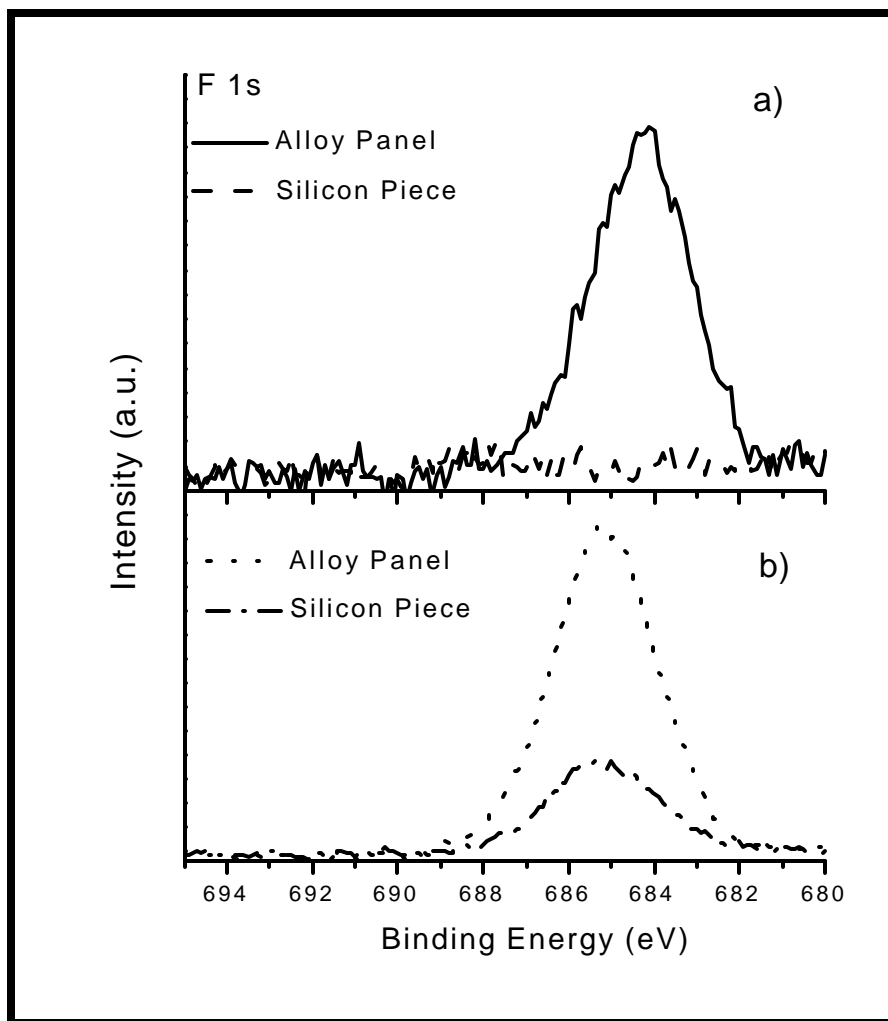 F 1s
a)
Alloy Panel
Silicon Piece
Intensity (a.u.)
Alloy Panel
b)
Silicon Piece
694 692 690 688 686 684 682 680
Binding Energy (eV)